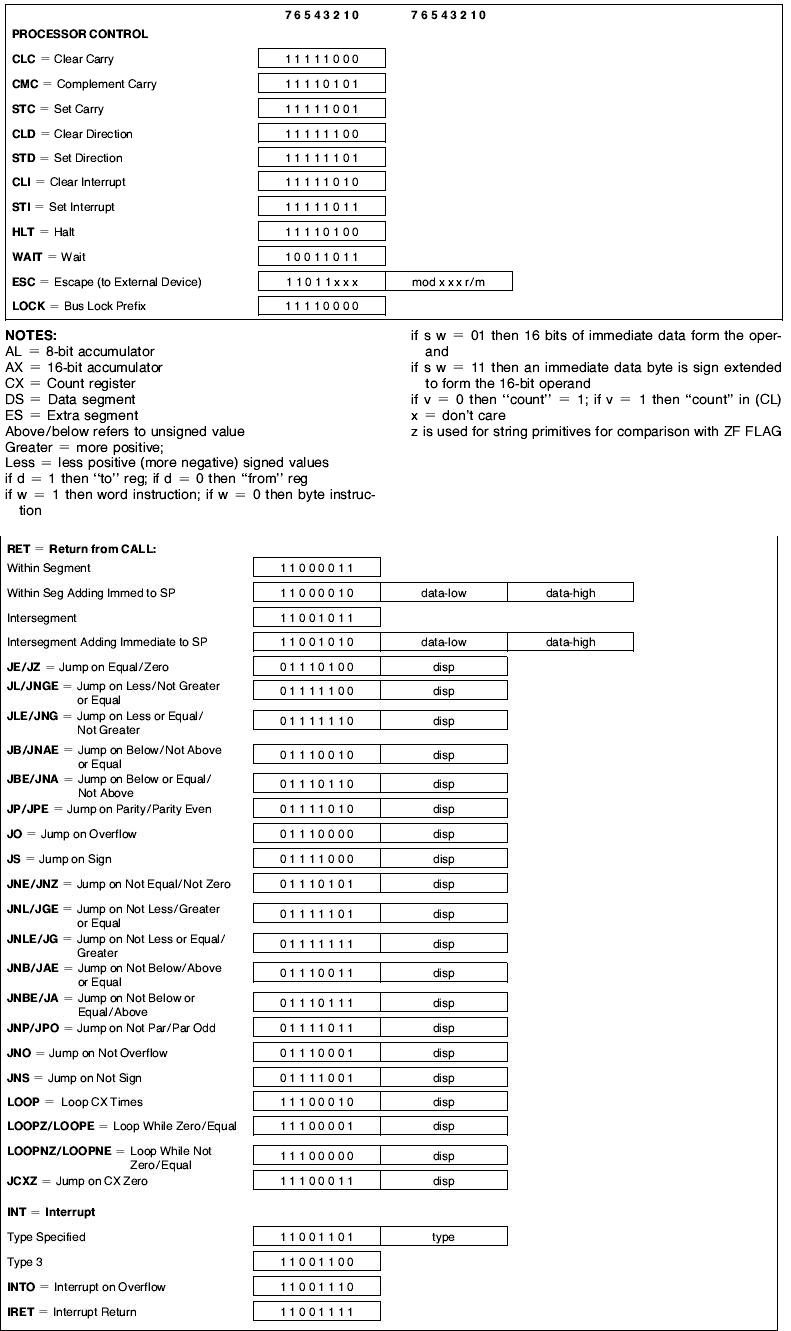 7 6 5 4 3 2 1 0 7 6 5 4 3 2 1 0
PROCESSOR CONTROL
CLC = Clear Carry 1 1 1 1 1 0 0 0
CMC = Complement Carry 1 1 1 1 0 1 0 1
STC = Set Carry 1 1 1 1 1 0 0 1
CLD = Clear Direction 1 1 1 1 1 1 0 0
STD = Set Direction 1 1 1 1 1 1 0 1
CLI = Clear Interrupt 1 1 1 1 1 0 1 0
STI = Set Interrupt 1 1 1 1 1 0 1 1
HLT = Halt 1 1 1 1 0 1 0 0
WAIT = Wait 1 0 0 1 1 0 1 1
ESC = Escape (to External Device) 1 1 0 1 1 x x x mod x x x r/m
LOCK = Bus Lock Prefix 1 1 1 1 0 0 0 0
NOTES:
AL = 8-bit accumulator
AX = 16-bit accumulator
CX = Count register
DS = Data segment
ES = Extra segment
Above/below refers to unsigned value
Greater = more positive;
Less = less positive (more negative) signed values
if d = 1 then "to" reg; if d = 0 then "from" reg
if w = 1 then word instruction; if w = 0 then byte instruc-
tion
if s w = 01 then 16 bits of immediate data form the oper-
and
if s w = 11 then an immediate data byte is sign extended
to form the 16-bit operand
if v = 0 then "count" = 1; if v = 1 then "count" in (CL)
x = don't care
z is used for string primitives for comparison with ZF FLAG
RET = Return from CALL:
Within Segment 1 1 0 0 0 0 1 1
Within Seg Adding Immed to SP 1 1 0 0 0 0 1 0 data-low data-high
Intersegment 1 1 0 0 1 0 1 1
Intersegment Adding Immediate to SP 1 1 0 0 1 0 1 0 data-low data-high
JE/JZ = Jump on Equal/Zero 0 1 1 1 0 1 0 0 disp
JL/JNGE = Jump on Less/Not Greater 0 1 1 1 1 1 0 0 disp
or Equal
JLE/JNG = Jump on Less or Equal/ 0 1 1 1 1 1 1 0 disp
Not Greater
JB/JNAE = Jump on Below/Not Above 0 1 1 1 0 0 1 0 disp
or Equal
JBE/JNA = Jump on Below or Equal/ 0 1 1 1 0 1 1 0 disp
Not Above
JP/JPE = Jump on Parity/Parity Even 0 1 1 1 1 0 1 0 disp
JO = Jump on Overflow 0 1 1 1 0 0 0 0 disp
JS = Jump on Sign 0 1 1 1 1 0 0 0 disp
JNE/JNZ = Jump on Not Equal/Not Zero 0 1 1 1 0 1 0 1 disp
JNL/JGE = Jump on Not Less/Greater 0 1 1 1 1 1 0 1 disp
or Equal
JNLE/JG = Jump on Not Less or Equal/ 0 1 1 1 1 1 1 1 disp
Greater
JNB/JAE = Jump on Not Below/Above 0 1 1 1 0 0 1 1 disp
or Equal
JNBE/JA = Jump on Not Below or 0 1 1 1 0 1 1 1 disp
Equal/Above
JNP/JPO = Jump on Not Par/Par Odd 0 1 1 1 1 0 1 1 disp
JNO = Jump on Not Overflow 0 1 1 1 0 0 0 1 disp
JNS = Jump on Not Sign 0 1 1 1 1 0 0 1 disp
LOOP = Loop CX Times 1 1 1 0 0 0 1 0 disp
LOOPZ/LOOPE = Loop While Zero/Equal 1 1 1 0 0 0 0 1 disp
LOOPNZ/LOOPNE = Loop While Not 1 1 1 0 0 0 0 0 disp
Zero/Equal
JCXZ = Jump on CX Zero 1 1 1 0 0 0 1 1 disp
INT = Interrupt
Type Specified 1 1 0 0 1 1 0 1 type
Type 3 1 1 0 0 1 1 0 0
INTO = Interrupt on Overflow 1 1 0 0 1 1 1 0
IRET = Interrupt Return 1 1 0 0 1 1 1 1